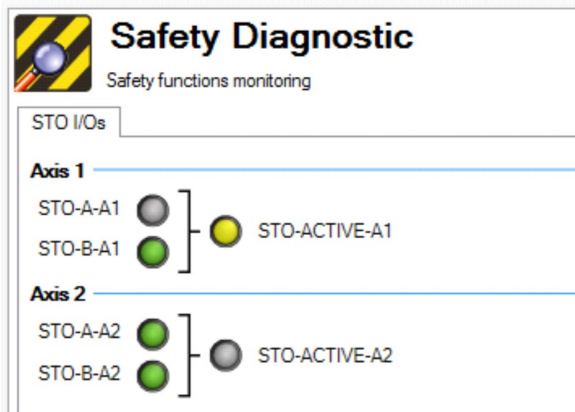 Safety Diagnostic
Safety functions monitoring
STO I/Os
Axis 1
STO-A-A1
STO-ACTIVE-A1
STO-B-A1
Axis 2
STO-A-A2
STO-ACTIVE-A2
STO-B-A2